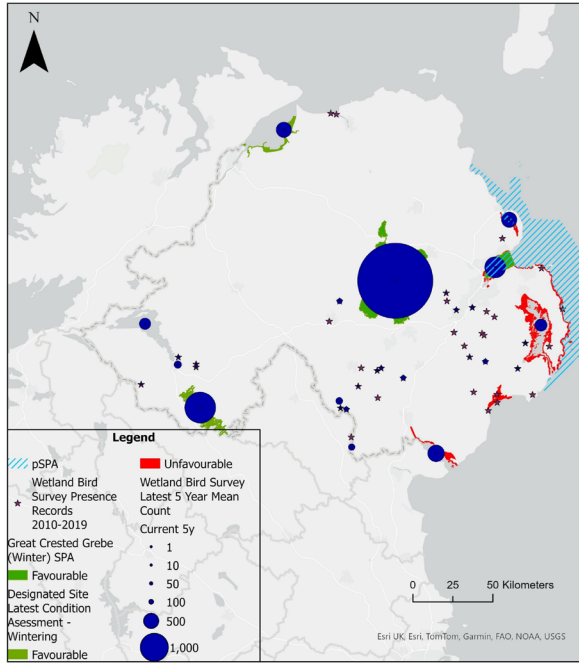 N
Legend
pSPA
Wetland Bird
Survey Presence
Records
2010-2019
Great Crested Grebe
(Winter) SPA
Favourable
Designated Site
Latest Condition
Asessment -
Wintering
Favourable
Unfavourable
Wetland Bird Survey
Latest 5 Year Mean
Count
Current 5y
1
10
50
100
500
1,000
0 25 50 Kilometers
Esri UK, Esri, TomTom, Garmin, FAO, NOAA, USGS